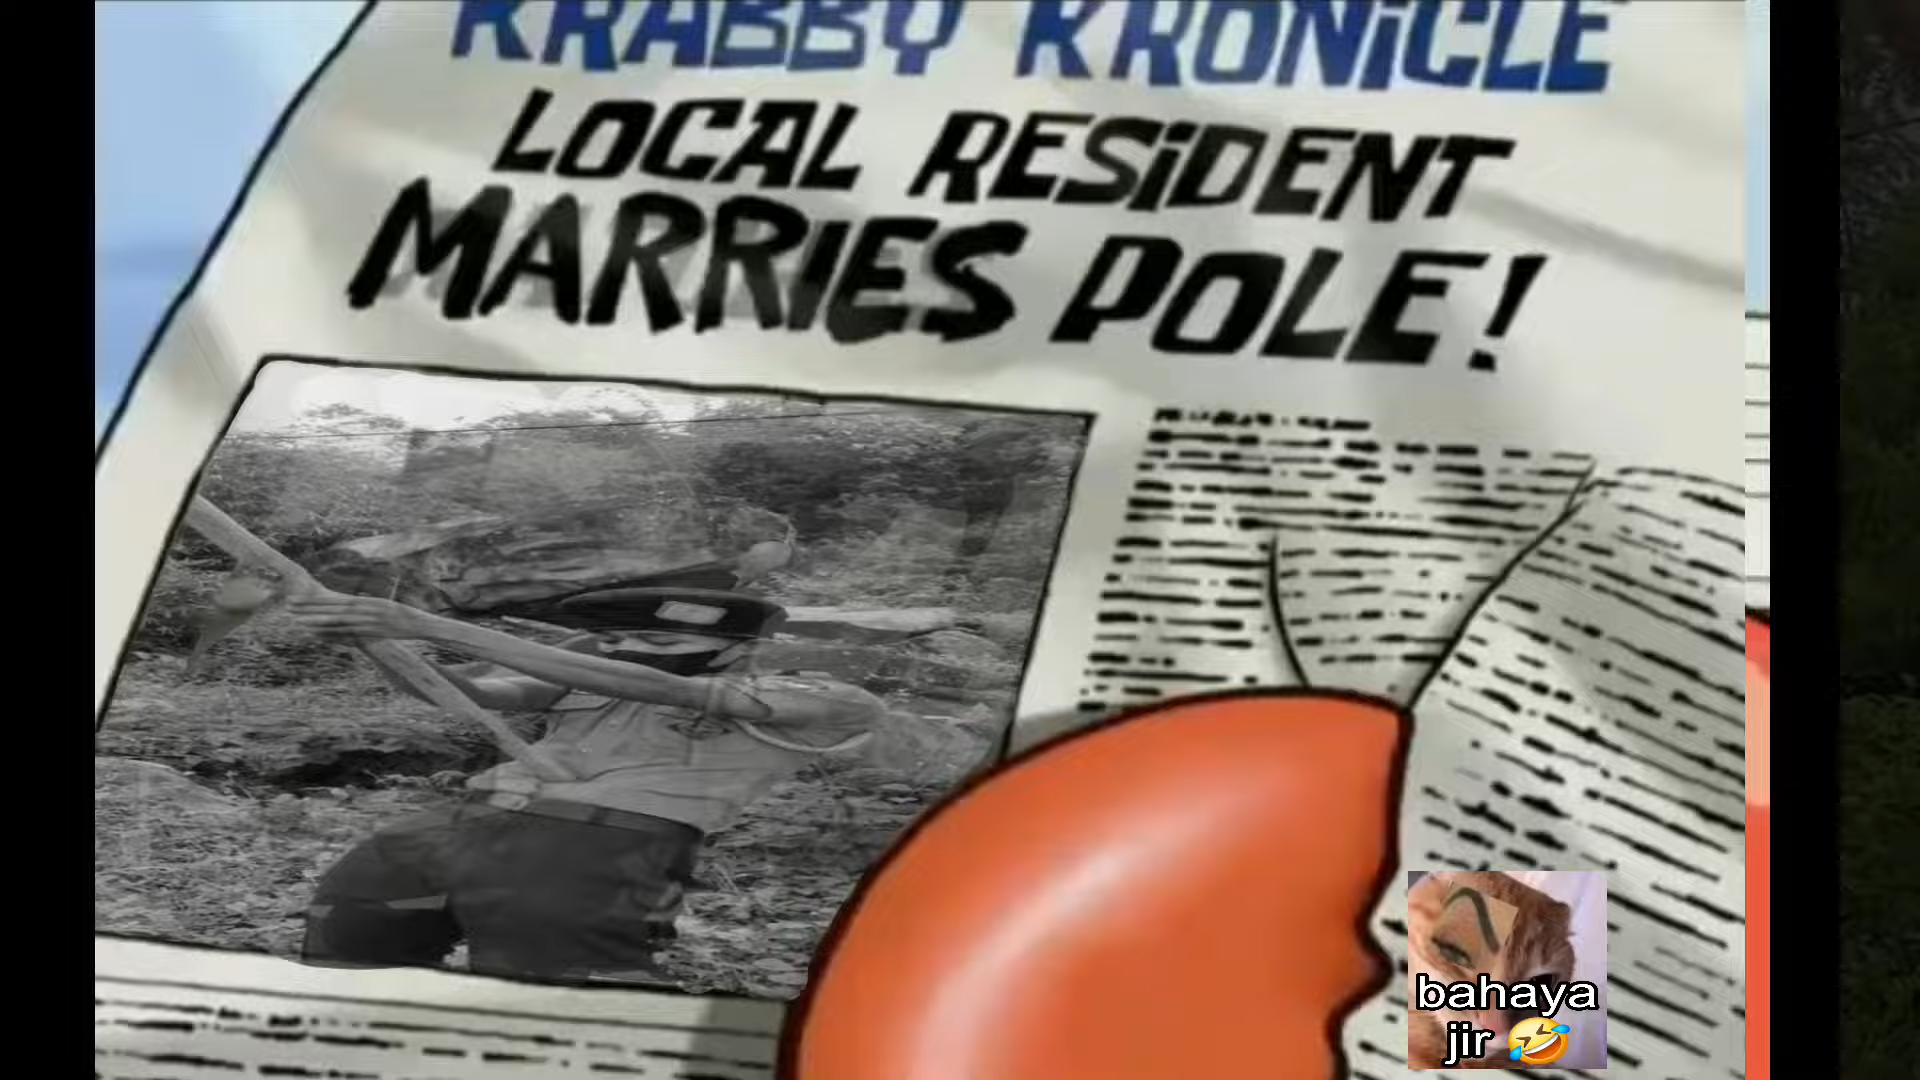 KRABBY KRONiCLE
LOCAL RESiDENT
MARRIES POLE!
bahaya
jir 🤣